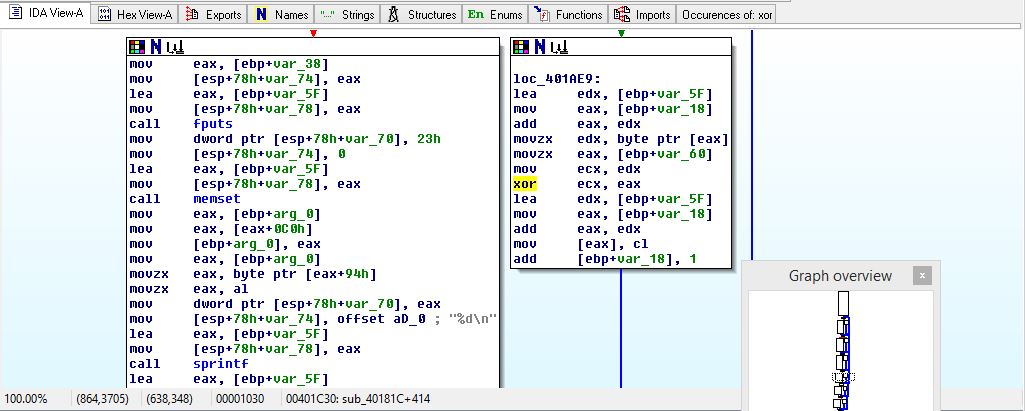 IDA View-A Hex View-A Exports Names Strings Structures En Enums Functions Imports Occurences of: xor
mov eax, [ebp+var_38]
mov [esp+78h+var_74], eax
lea eax, [ebp+var_5F]
mov [esp+78h+var_78], eax
call fputs
mov dword ptr [esp+78h+var_70], 23h
mov [esp+78h+var_74], 0
lea eax, [ebp+var_5F]
mov [esp+78h+var_78], eax
call memset
mov eax, [ebp+arg_0]
mov eax, [eax+0C0h]
mov [ebp+arg_0], eax
mov eax, [ebp+arg_0]
movzx eax, byte ptr [eax+94h]
movzx eax, al
mov dword ptr [esp+78h+var_70], eax
mov [esp+78h+var_74], offset aD_0 ; "%d\n"
lea eax, [ebp+var_5F]
mov [esp+78h+var_78], eax
call sprintf
lea eax, [ebp+var_5F]
loc_401AE9:
lea edx, [ebp+var_5F]
mov eax, [ebp+var_18]
add eax, edx
movzx edx, byte ptr [eax]
movzx eax, [ebp+var_60]
mov ecx, edx
xor ecx, eax
lea edx, [ebp+var_5F]
mov eax, [ebp+var_18]
add eax, edx
mov [eax], cl
add [ebp+var_18], 1
Graph overview
100.00% (864,3705) (638,348) 00001030 00401C30: sub_40181C+414